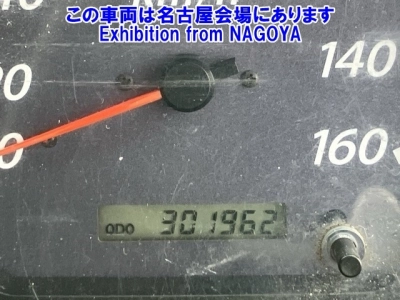 この車両は名古屋会場にあります
Exhibition from NAGOYA
140
160
ODO 301962